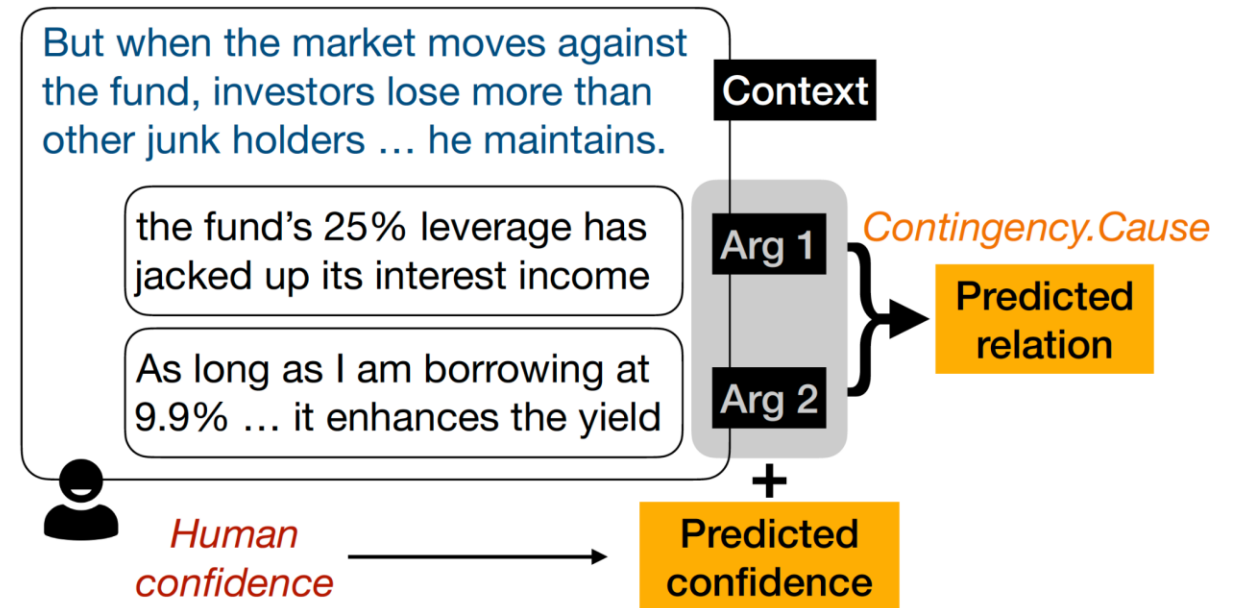 But when the market moves against
the fund, investors lose more than
other junk holders … he maintains.
Context
the fund’s 25% leverage has
jacked up its interest income
Arg 1
Contingency.Cause
Predicted
relation
As long as I am borrowing at
9.9% … it enhances the yield
Arg 2
+
Human
confidence
Predicted
confidence